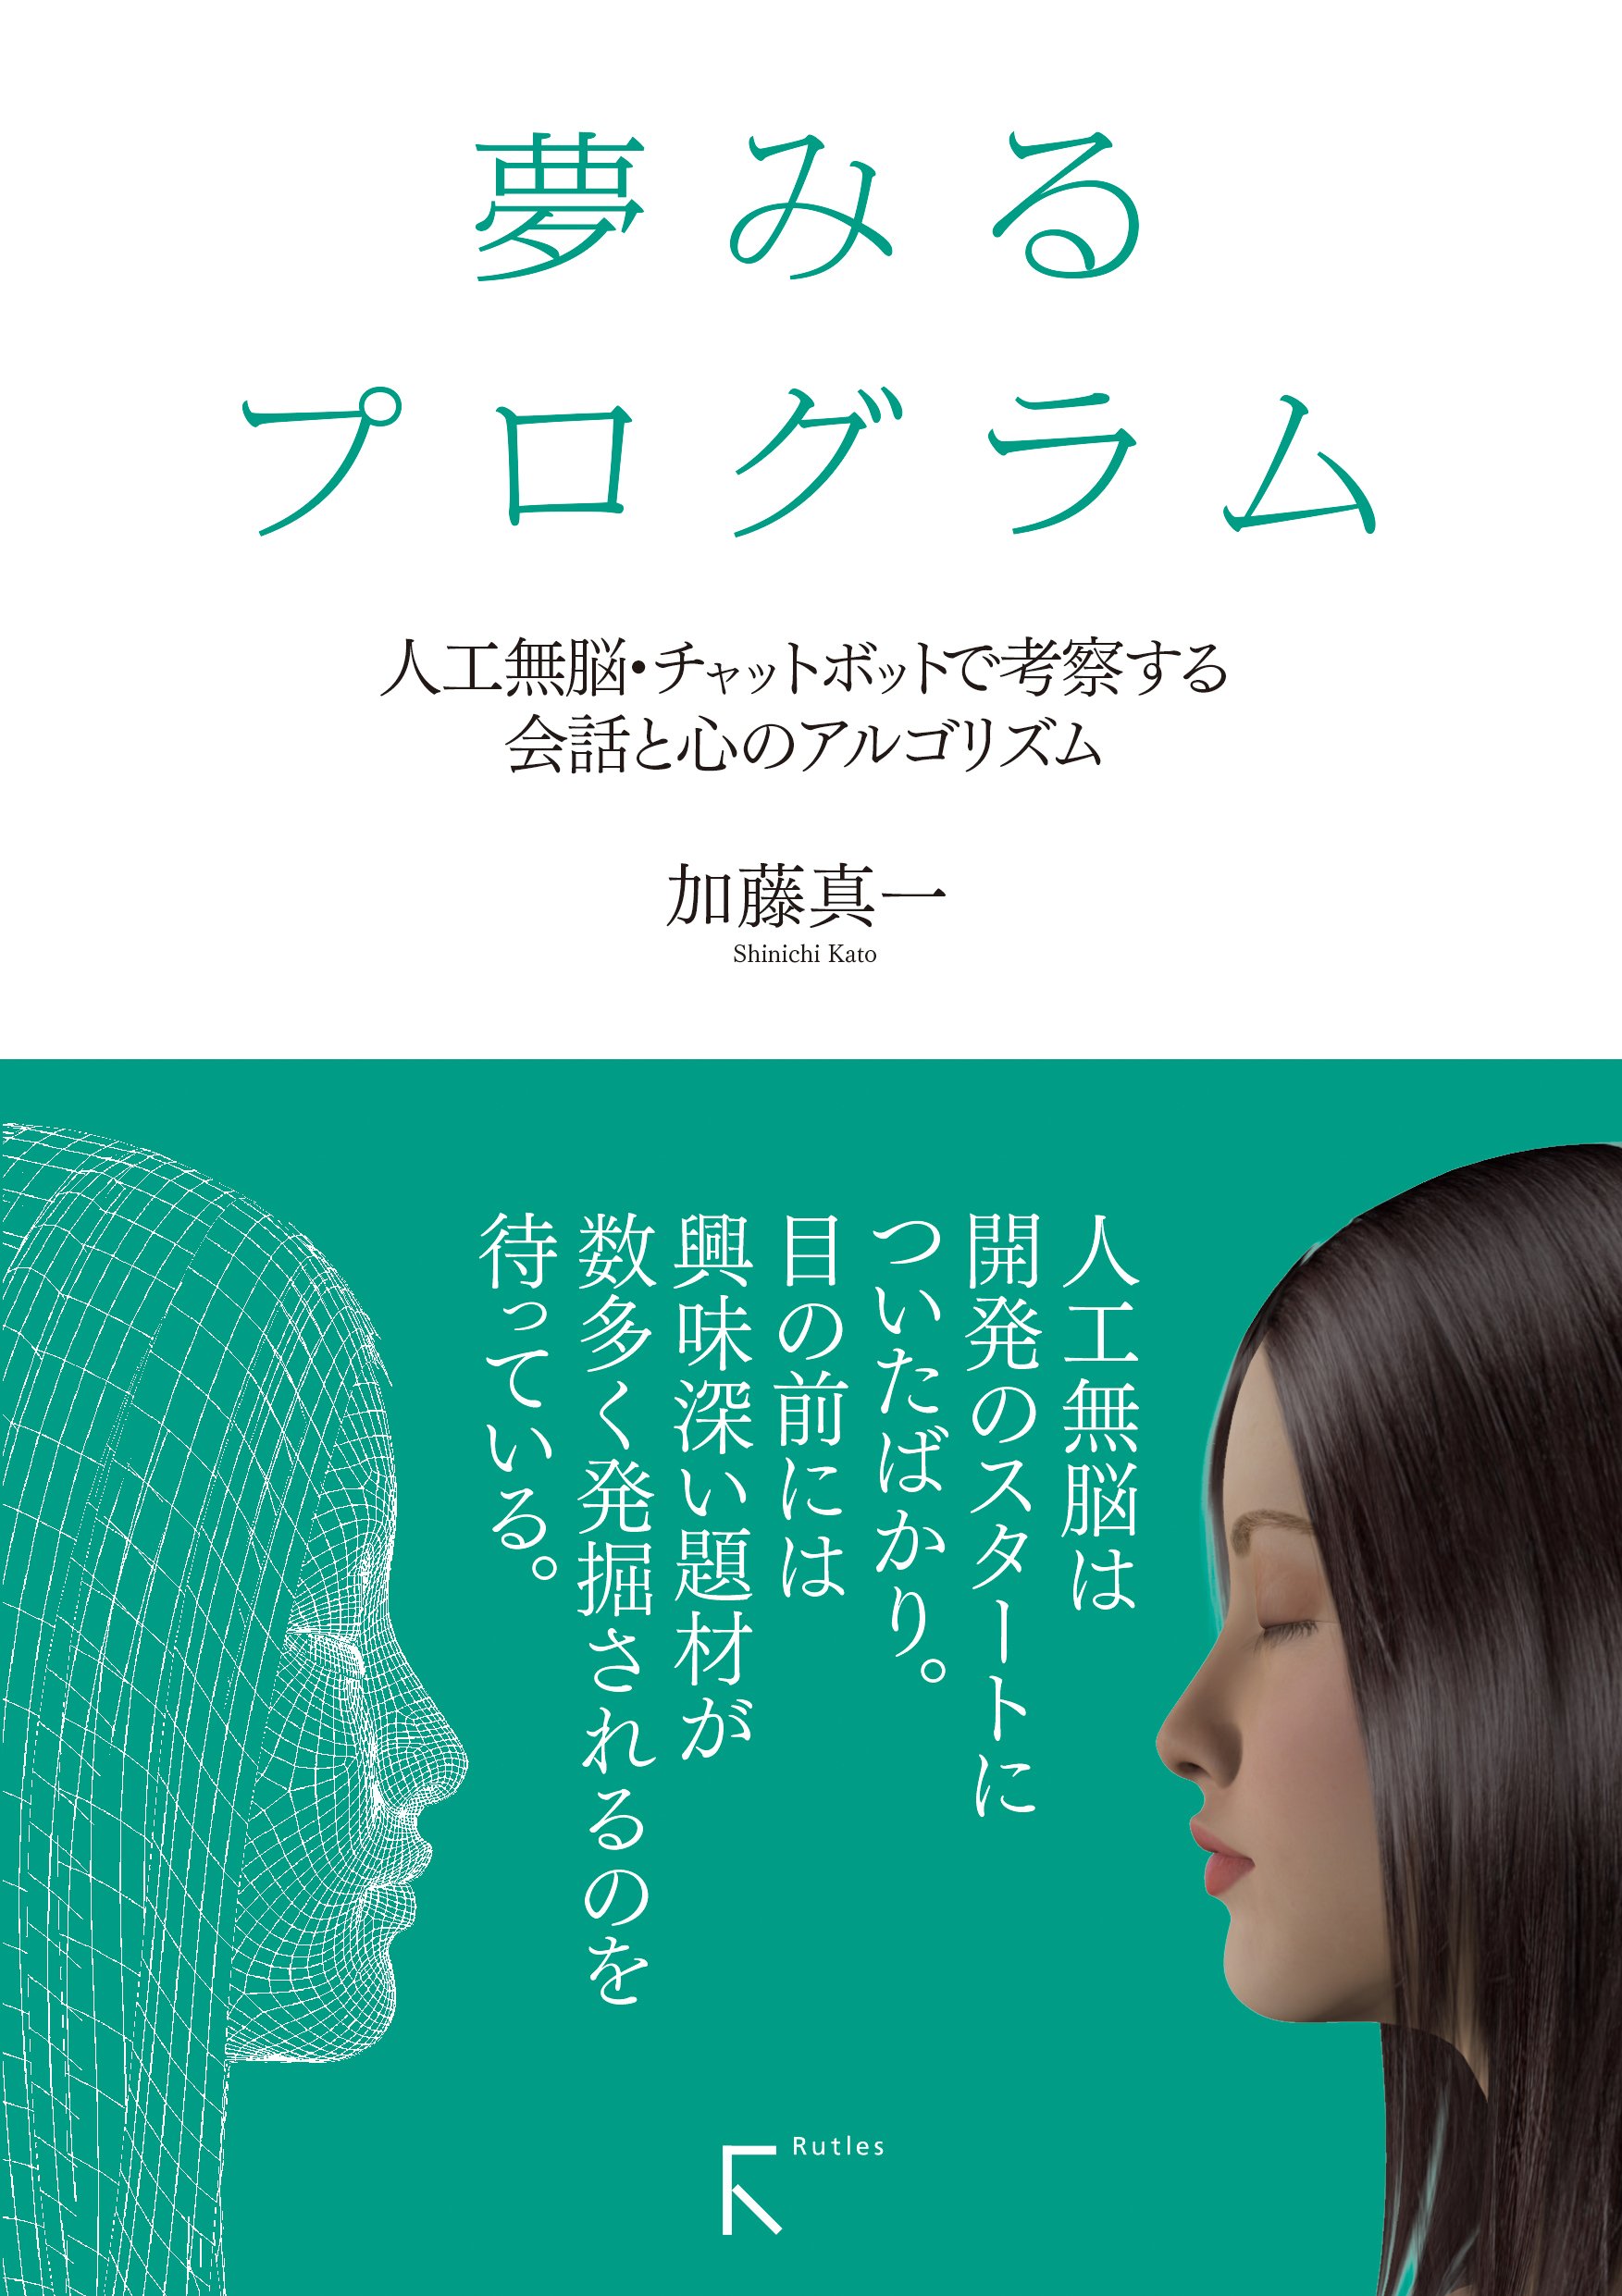 夢みる
プログラム
人工無脳・チャットボットで考察する
会話と心のアルゴリズム
加藤真一
Shinichi Kato
人工無脳は
開発のスタートに
ついたばかり。
目の前には
興味深い題材が
数多く発掘されるのを
待っている。
Rutles